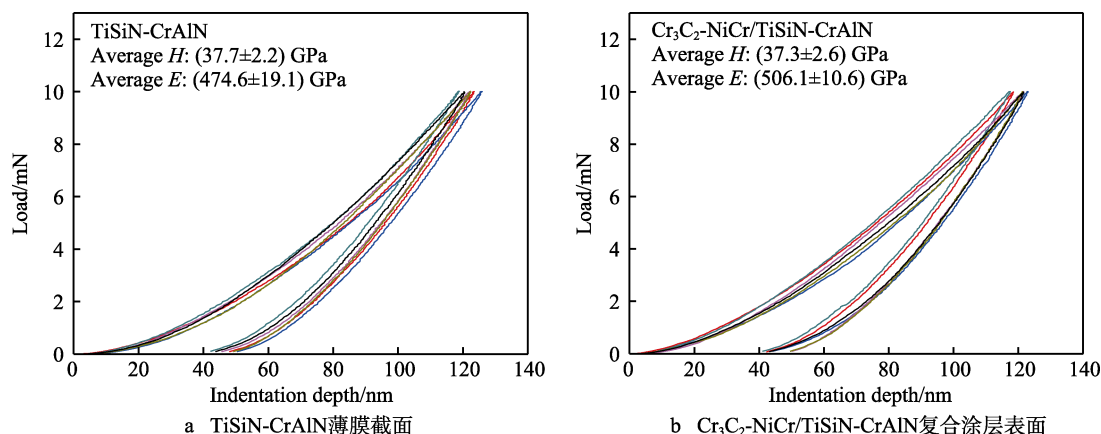 TiSiN-CrAlN
Average H: (37.7±2.2) GPa
Average E: (474.6±19.1) GPa
Load/mN
12
10
8
6
4
2
0
0 20 40 60 80 100 120 140
Indentation depth/nm
a TiSiN-CrAlN薄膜截面
Cr₃C₂-NiCr/TiSiN-CrAlN
Average H: (37.3±2.6) GPa
Average E: (506.1±10.6) GPa
Load/mN
12
10
8
6
4
2
0
0 20 40 60 80 100 120 140
Indentation depth/nm
b Cr₃C₂-NiCr/TiSiN-CrAlN复合涂层表面